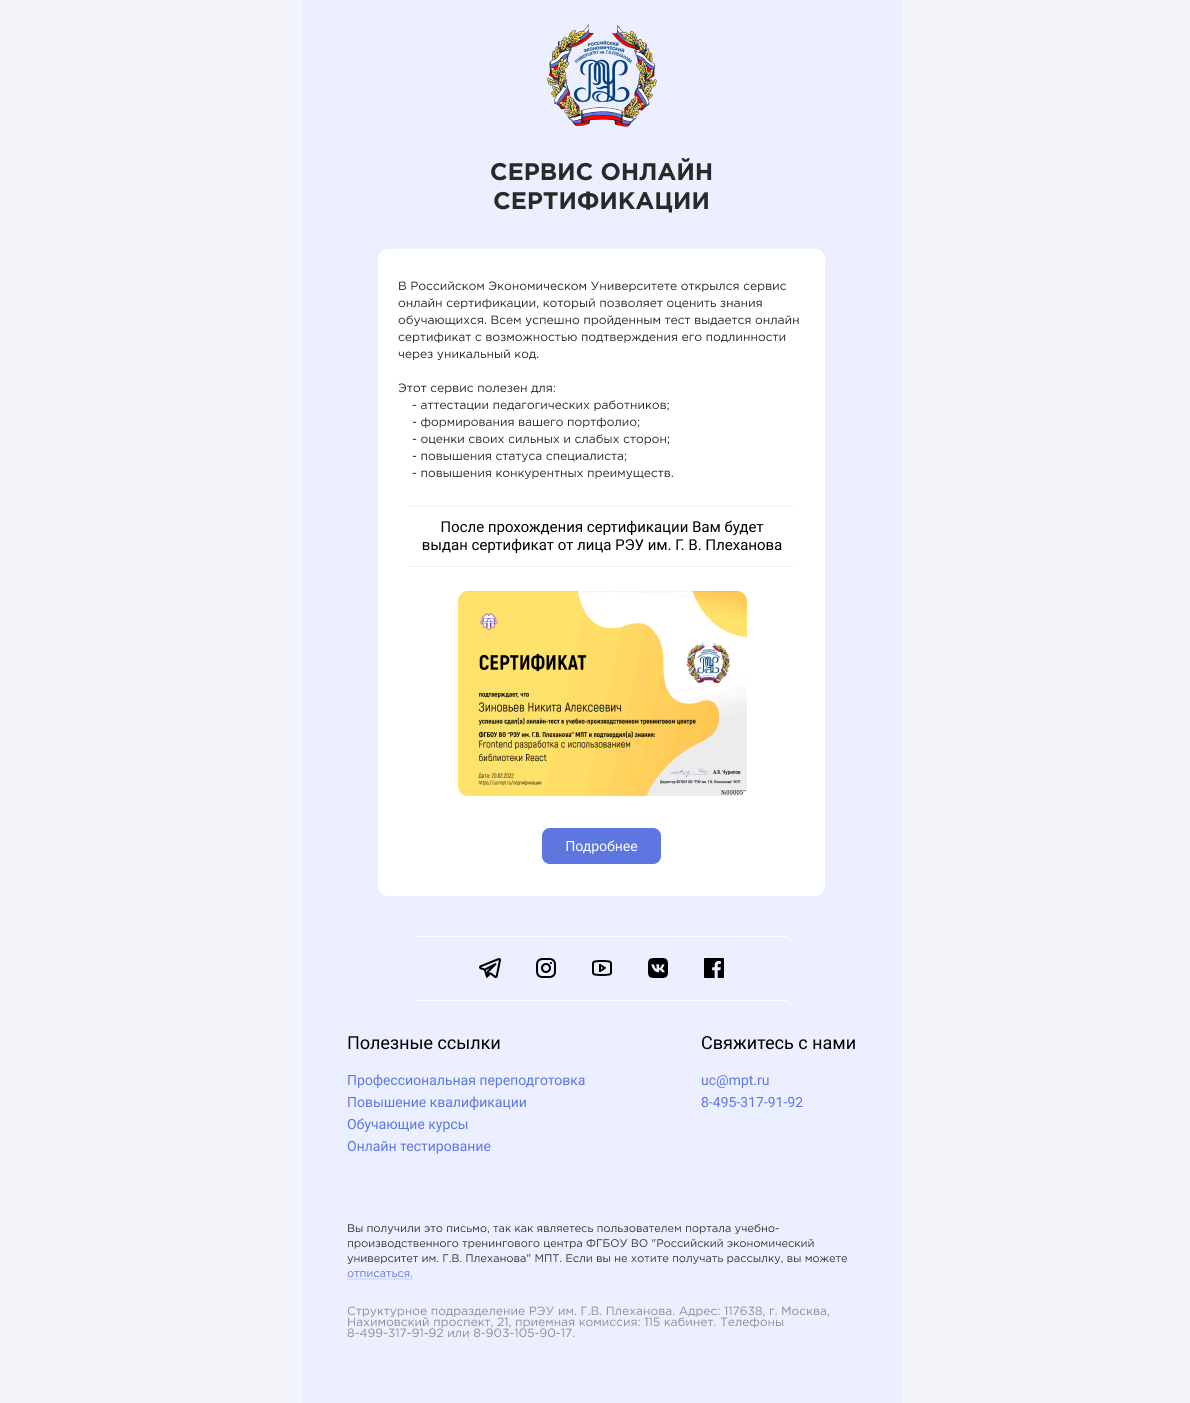 РОССИЙСКИЙ
ЭКОНОМИЧЕСКИЙ
УНИВЕРСИТЕТ им. Г.В.ПЛЕХАНОВА
СЕРВИС ОНЛАЙН
СЕРТИФИКАЦИИ
В Российском Экономическом Университете открылся сервис
онлайн сертификации, который позволяет оценить знания
обучающихся. Всем успешно пройденным тест выдается онлайн
сертификат с возможностью подтверждения его подлинности
через уникальный код.
Этот сервис полезен для:
- аттестации педагогических работников;
- формирования вашего портфолио;
- оценки своих сильных и слабых сторон;
- повышения статуса специалиста;
- повышения конкурентных преимуществ.
После прохождения сертификации Вам будет
выдан сертификат от лица РЭУ им. Г. В. Плеханова
СЕРТИФИКАТ
подтверждает, что
Зиновьев Никита Алексеевич
успешно сдал(а) онлайн-тест в учебно-производственном тренинговом центре
ФГБОУ ВО "РЭУ им. Г.В. Плеханова" МПТ и подтвердил(а) знания:
Frontend разработка с использованием
библиотеки React
Дата: 20.02.2022
https://ucmpt.ru/сертификации
А.В. Чурилов
Директор ФГБОУ ВО "РЭУ им. Г.В. Плеханова" МПТ
№00005"
Подробнее
Полезные ссылки
Профессиональная переподготовка
Повышение квалификации
Обучающие курсы
Онлайн тестирование
Свяжитесь с нами
uc@mpt.ru
8-495-317-91-92
Вы получили это письмо, так как являетесь пользователем портала учебно-
производственного тренингового центра ФГБОУ ВО "Российский экономический
университет им. Г.В. Плеханова" МПТ. Если вы не хотите получать рассылку, вы можете
отписаться.
Структурное подразделение РЭУ им. Г.В. Плеханова. Адрес: 117638, г. Москва,
Нахимовский проспект, 21, приемная комиссия: 115 кабинет. Телефоны
8-499-317-91-92 или 8-903-105-90-17.